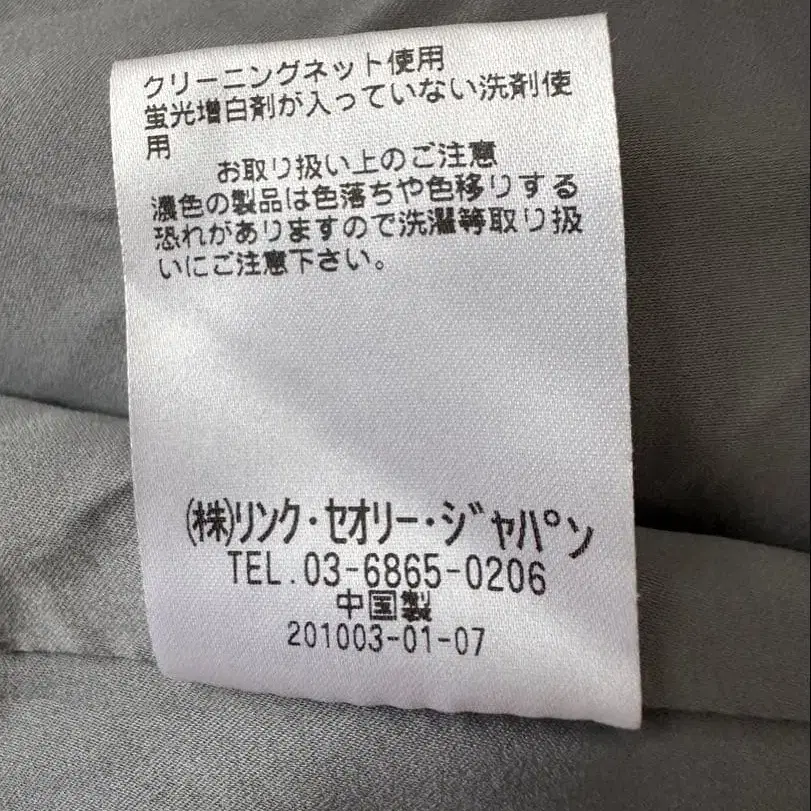 クリーニングネット使用
蛍光増白剤が入っていない洗剤使
用
お取り扱い上のご注意
濃色の製品は色落ちや色移りする
恐れがありますので洗濯等取り扱
いにご注意下さい。
(株)リンク・セオリー・ジャパン
TEL.03-6865-0206
中国製
201003-01-07